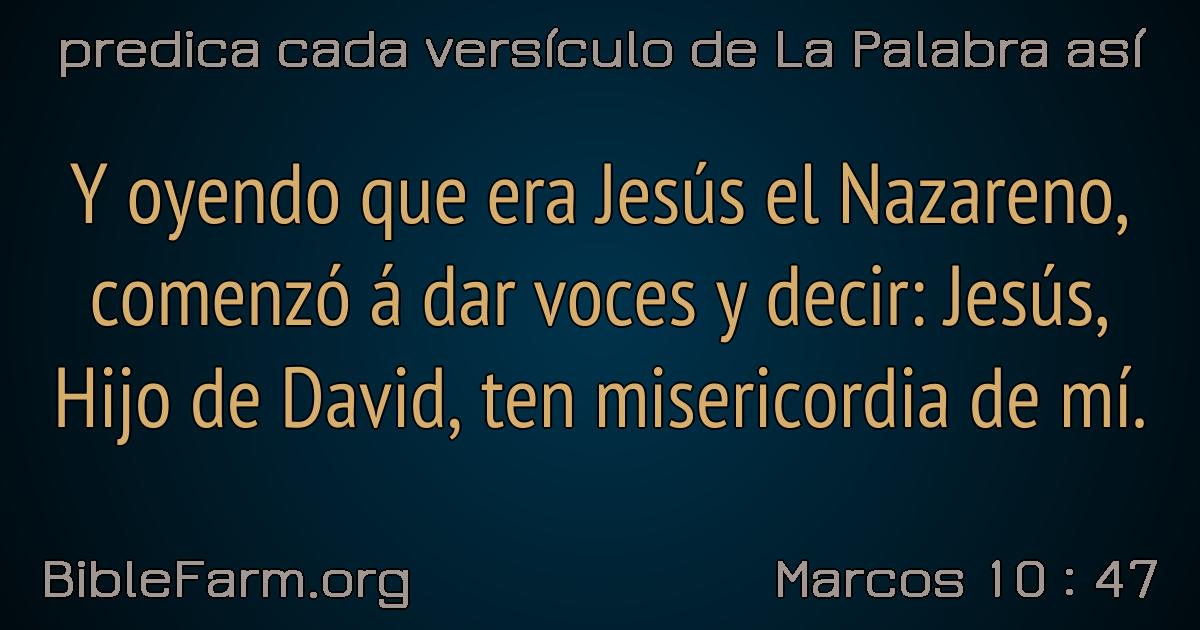 predica cada versículo de La Palabra así
Y oyendo que era Jesús el Nazareno,
comenzó á dar voces y decir: Jesús,
Hijo de David, ten misericordia de mí.
BibleFarm.org
Marcos 10 : 47